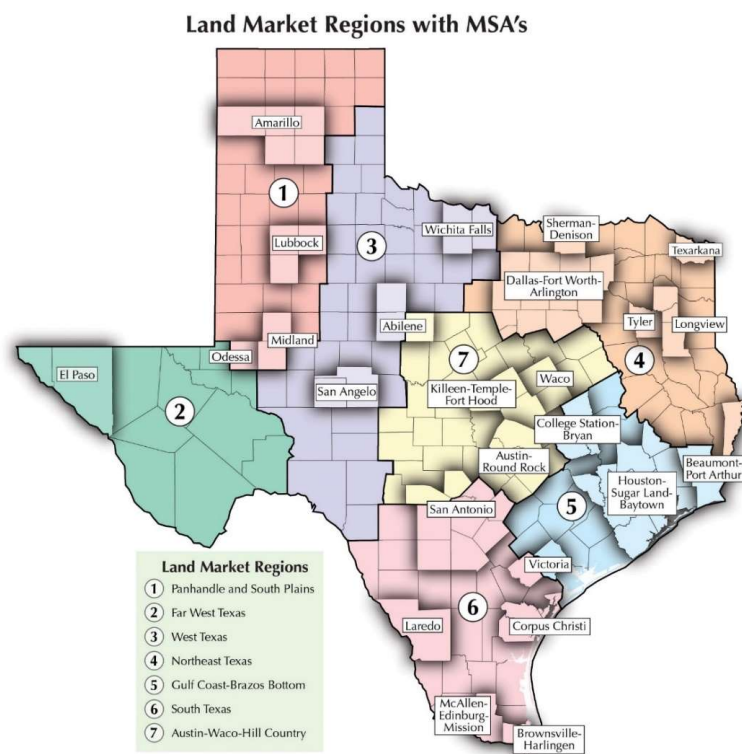 Land Market Regions with MSA's
Amarillo
1
Lubbock
3
Wichita Falls
Sherman-
Denison
Texarkana
Dallas-Fort Worth-
Arlington
Tyler
Longview
Abilene
Midland
Odessa
El Paso
2
San Angelo
7
4
Waco
Killeen-Temple-
Fort Hood
College Station-
Bryan
Austin-
Round Rock
Beaumont-
Port Arthur
Houston-
Sugar Land-
Baytown
5
San Antonio
Victoria
6
Laredo
Corpus Christi
McAllen-
Edinburg-
Mission
Brownsville-
Harlingen
Land Market Regions
1 Panhandle and South Plains
2 Far West Texas
3 West Texas
4 Northeast Texas
5 Gulf Coast-Brazos Bottom
6 South Texas
7 Austin-Waco-Hill Country